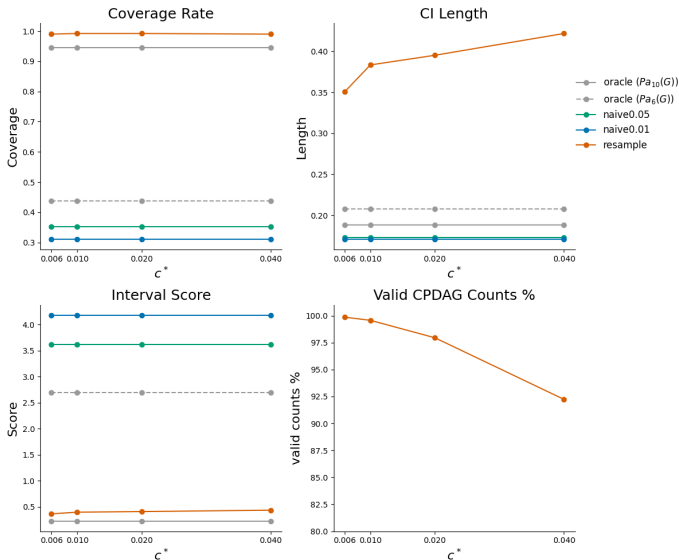 Coverage Rate
1.0
0.9
0.8
0.7
0.6
0.5
0.4
0.3
Coverage
0.006 0.010 0.020 0.040
c*
CI Length
0.40
0.35
0.30
0.25
0.20
Length
0.006 0.010 0.020 0.040
c*
oracle (Pa₁₀(G))
oracle (Pa₆(G))
naive0.05
naive0.01
resample
Interval Score
4.0
3.5
3.0
2.5
2.0
1.5
1.0
0.5
Score
0.006 0.010 0.020 0.040
c*
Valid CPDAG Counts %
100.0
97.5
95.0
92.5
90.0
87.5
85.0
82.5
80.0
valid counts %
0.006 0.010 0.020 0.040
c*